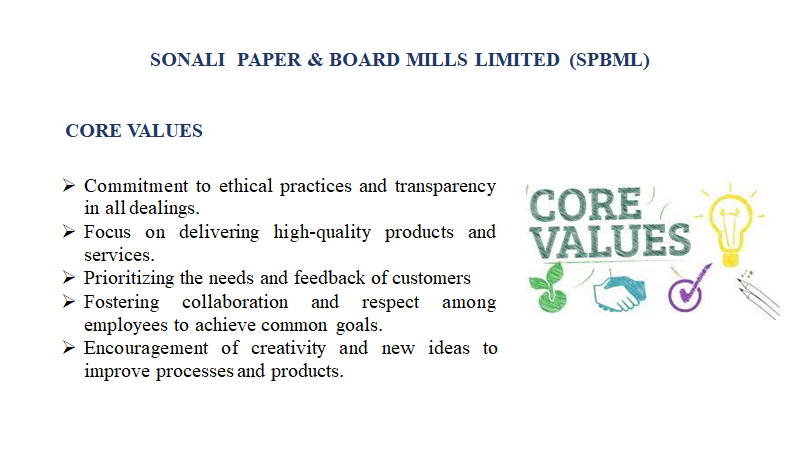 SONALI PAPER & BOARD MILLS LIMITED (SPBML)
CORE VALUES
➢ Commitment to ethical practices and transparency
in all dealings.
➢ Focus on delivering high-quality products and
services.
➢ Prioritizing the needs and feedback of customers
➢ Fostering collaboration and respect among
employees to achieve common goals.
➢ Encouragement of creativity and new ideas to
improve processes and products.
CORE
VALUES